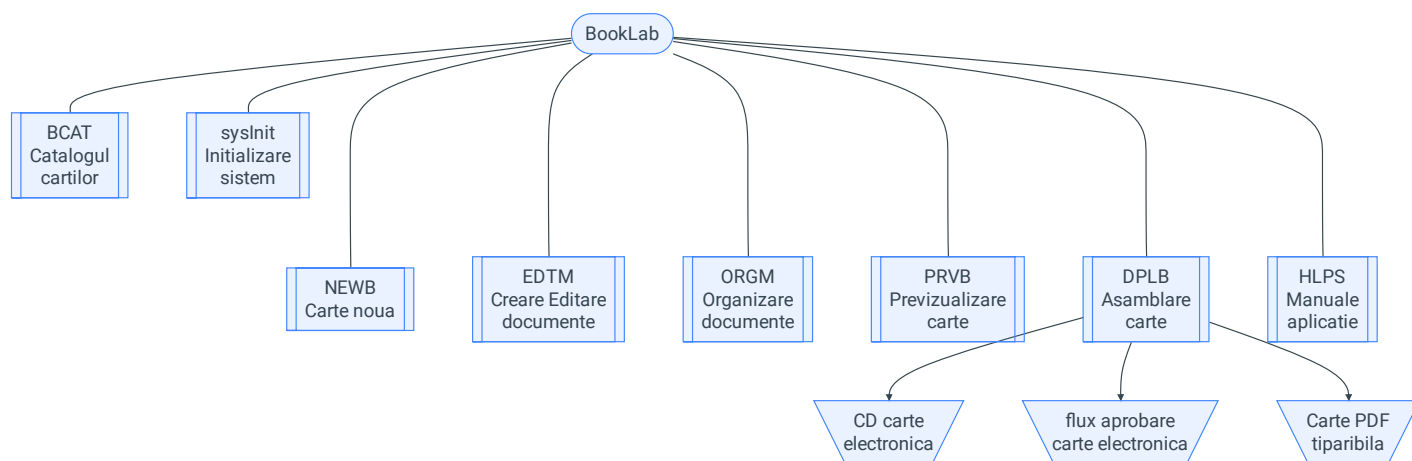 BookLab
BCAT
Catalogul
cartilor
sysInit
Initializare
sistem
NEWB
Carte noua
EDTM
Creare Editare
documente
ORGM
Organizare
documente
PRVB
Previzualizare
carte
DPLB
Asamblare
carte
HLPS
Manuale
aplicatie
CD carte
electronica
flux aprobare
carte electronica
Carte PDF
tiparibila